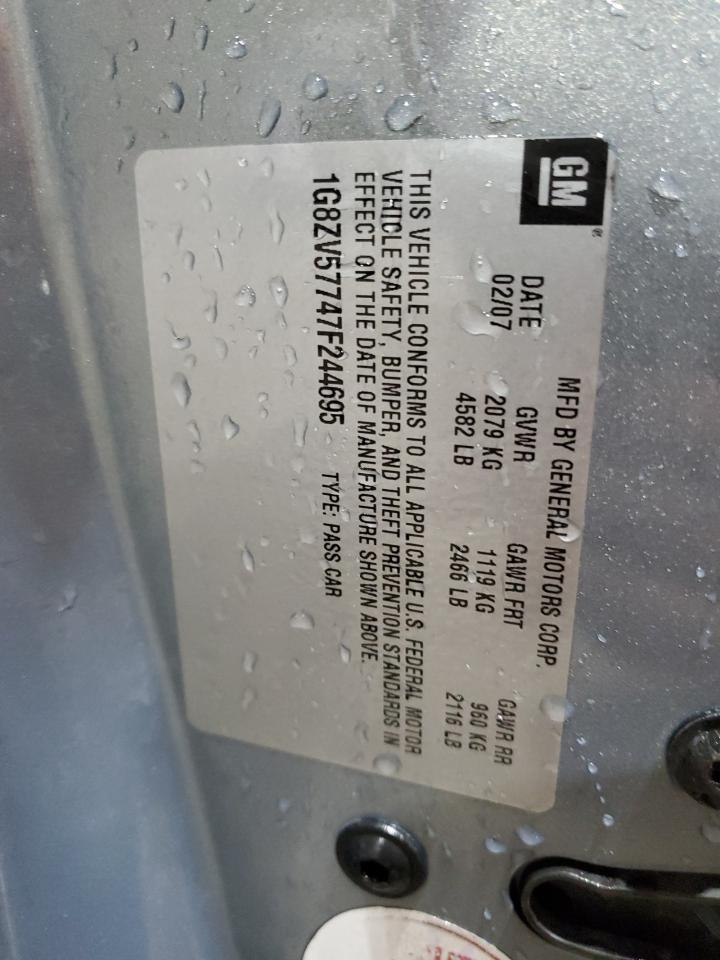 GM
MFD BY GENERAL MOTORS CORP.
DATE GVWR GAWR FRT GAWR RR
02/07 2079 KG 1119 KG 960 KG
4582 LB 2466 LB 2116 LB
THIS VEHICLE CONFORMS TO ALL APPLICABLE U.S. FEDERAL MOTOR
VEHICLE SAFETY, BUMPER, AND THEFT PREVENTION STANDARDS IN
EFFECT ON THE DATE OF MANUFACTURE SHOWN ABOVE.
1G8ZV57747F244695 TYPE: PASS CAR